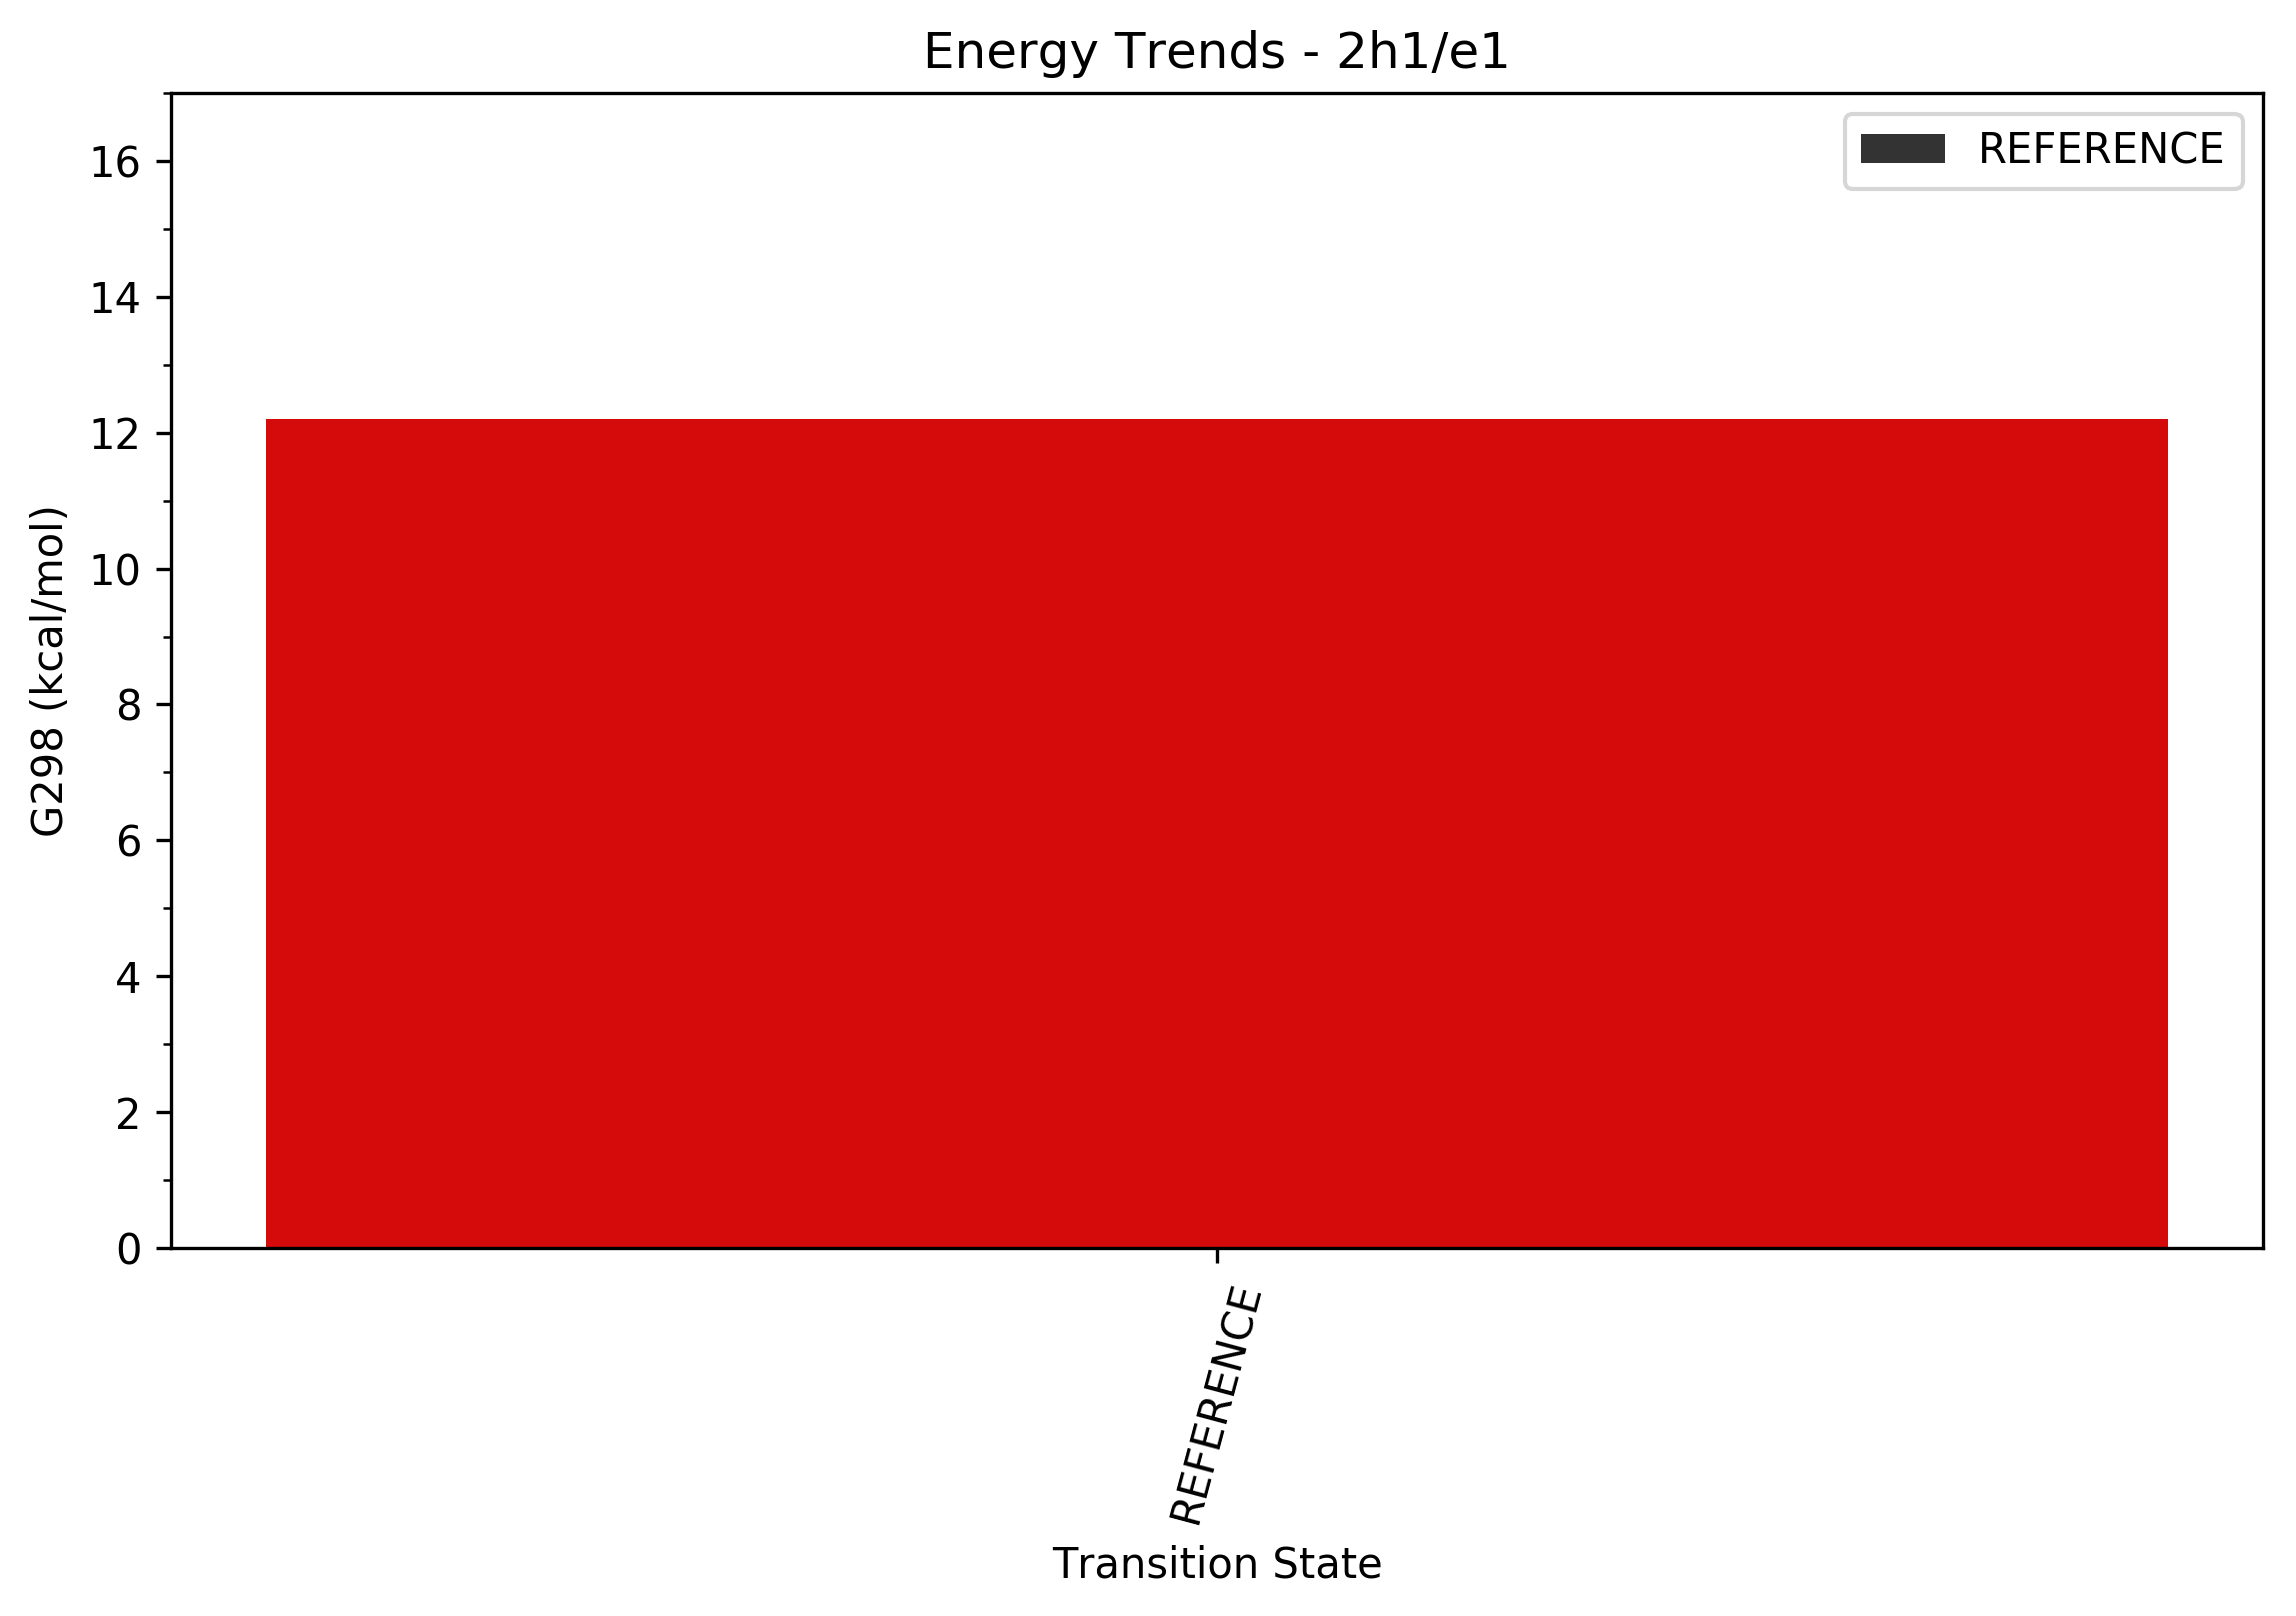 Energy Trends - 2h1/e1
REFERENCE
16
14
12
10
8
6
4
2
0
G298 (kcal/mol)
REFERENCE
Transition State